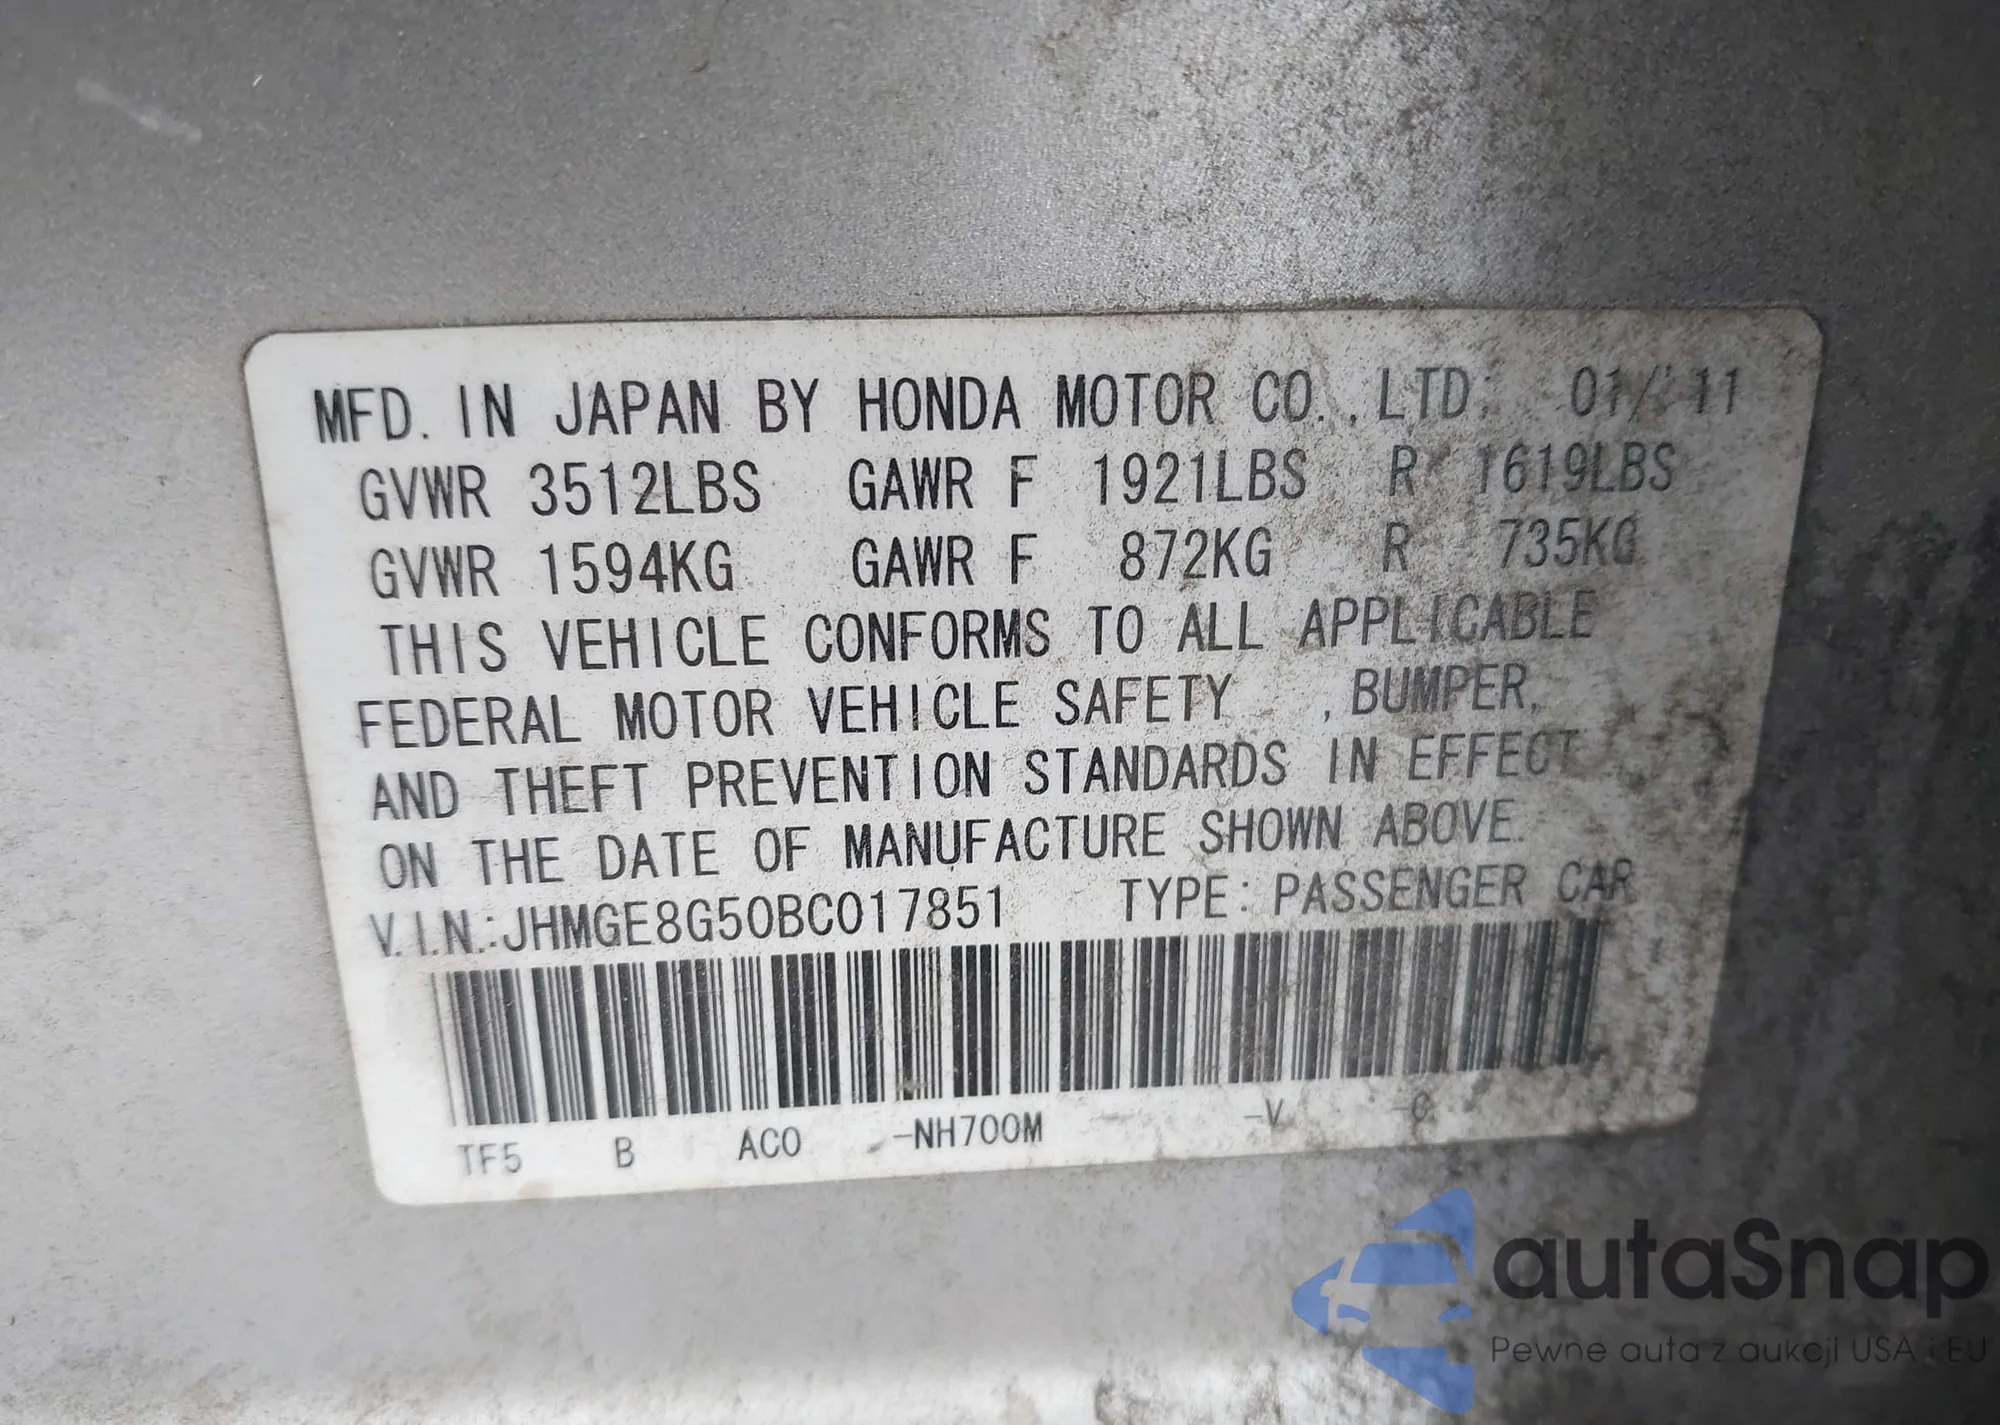 MFD. IN JAPAN BY HONDA MOTOR CO.,LTD. 01/'11
GVWR 3512LBS GAWR F 1921LBS R 1619LBS
GVWR 1594KG GAWR F 872KG R 735KG
THIS VEHICLE CONFORMS TO ALL APPLICABLE
FEDERAL MOTOR VEHICLE SAFETY ,BUMPER,
AND THEFT PREVENTION STANDARDS IN EFFECT
ON THE DATE OF MANUFACTURE SHOWN ABOVE.
V.I.N.:JHMGE8G50BC017851 TYPE:PASSENGER CAR
TF5 B AC0 -NH700M -V -C
autaSnap
Pewne auta z aukcji USA i EU